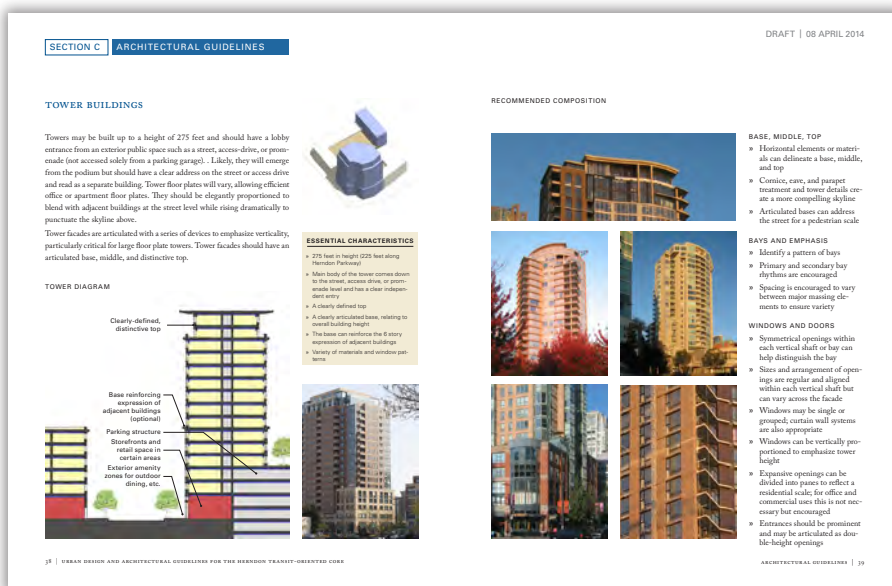 DRAFT | 08 APRIL 2014
SECTION C
ARCHITECTURAL GUIDELINES
TOWER BUILDINGS
Towers may be built up to a height of 275 feet and should have a lobby
entrance from an exterior public space such as a street, access-drive, or prom-
enade (not accessed solely from a parking garage). . Likely, they will emerge
from the podium but should have a clear address on the street or access drive
and read as a separate building. Tower floor plates will vary, allowing efficient
office or apartment floor plates. They should be elegantly proportioned to
blend with adjacent buildings at the street level while rising dramatically to
punctuate the skyline above.
Tower facades are articulated with a series of devices to emphasize verticality,
particularly critical for large floor plate towers. Tower facades should have an
articulated base, middle, and distinctive top.
TOWER DIAGRAM
Clearly-defined,
distinctive top
Base reinforcing
expression of
adjacent buildings
(optional)
Parking structure
Storefronts and
retail space in
certain areas
Exterior amenity
zones for outdoor
dining, etc.
ESSENTIAL CHARACTERISTICS
» 275 feet in height (225 feet along
Herndon Parkway)
» Main body of the tower comes down
to the street, access drive, or prom-
enade level and has a clear indepen-
dent entry
» A clearly defined top
» A clearly articulated base, relating to
overall building height
» The base can reinforce the 6 story
expression of adjacent buildings
» Variety of materials and window pat-
terns
38 | URBAN DESIGN AND ARCHITECTURAL GUIDELINES FOR THE HERNDON TRANSIT-ORIENTED CORE
RECOMMENDED COMPOSITION
BASE, MIDDLE, TOP
» Horizontal elements or materi-
als can delineate a base, middle,
and top
» Cornice, eave, and parapet
treatment and tower details cre-
ate a more compelling skyline
» Articulated bases can address
the street for a pedestrian scale
BAYS AND EMPHASIS
» Identify a pattern of bays
» Primary and secondary bay
rhythms are encouraged
» Spacing is encouraged to vary
between major massing ele-
ments to ensure variety
WINDOWS AND DOORS
» Symmetrical openings within
each vertical shaft or bay can
help distinguish the bay
» Sizes and arrangement of open-
ings are regular and aligned
within each vertical shaft but
can vary across the facade
» Windows may be single or
grouped; curtain wall systems
are also appropriate
» Windows can be vertically pro-
portioned to emphasize tower
height
» Expansive openings can be
divided into panes to reflect a
residential scale; for office and
commercial uses this is not nec-
essary but encouraged
» Entrances should be prominent
and may be articulated as dou-
ble-height openings
ARCHITECTURAL GUIDELINES | 39